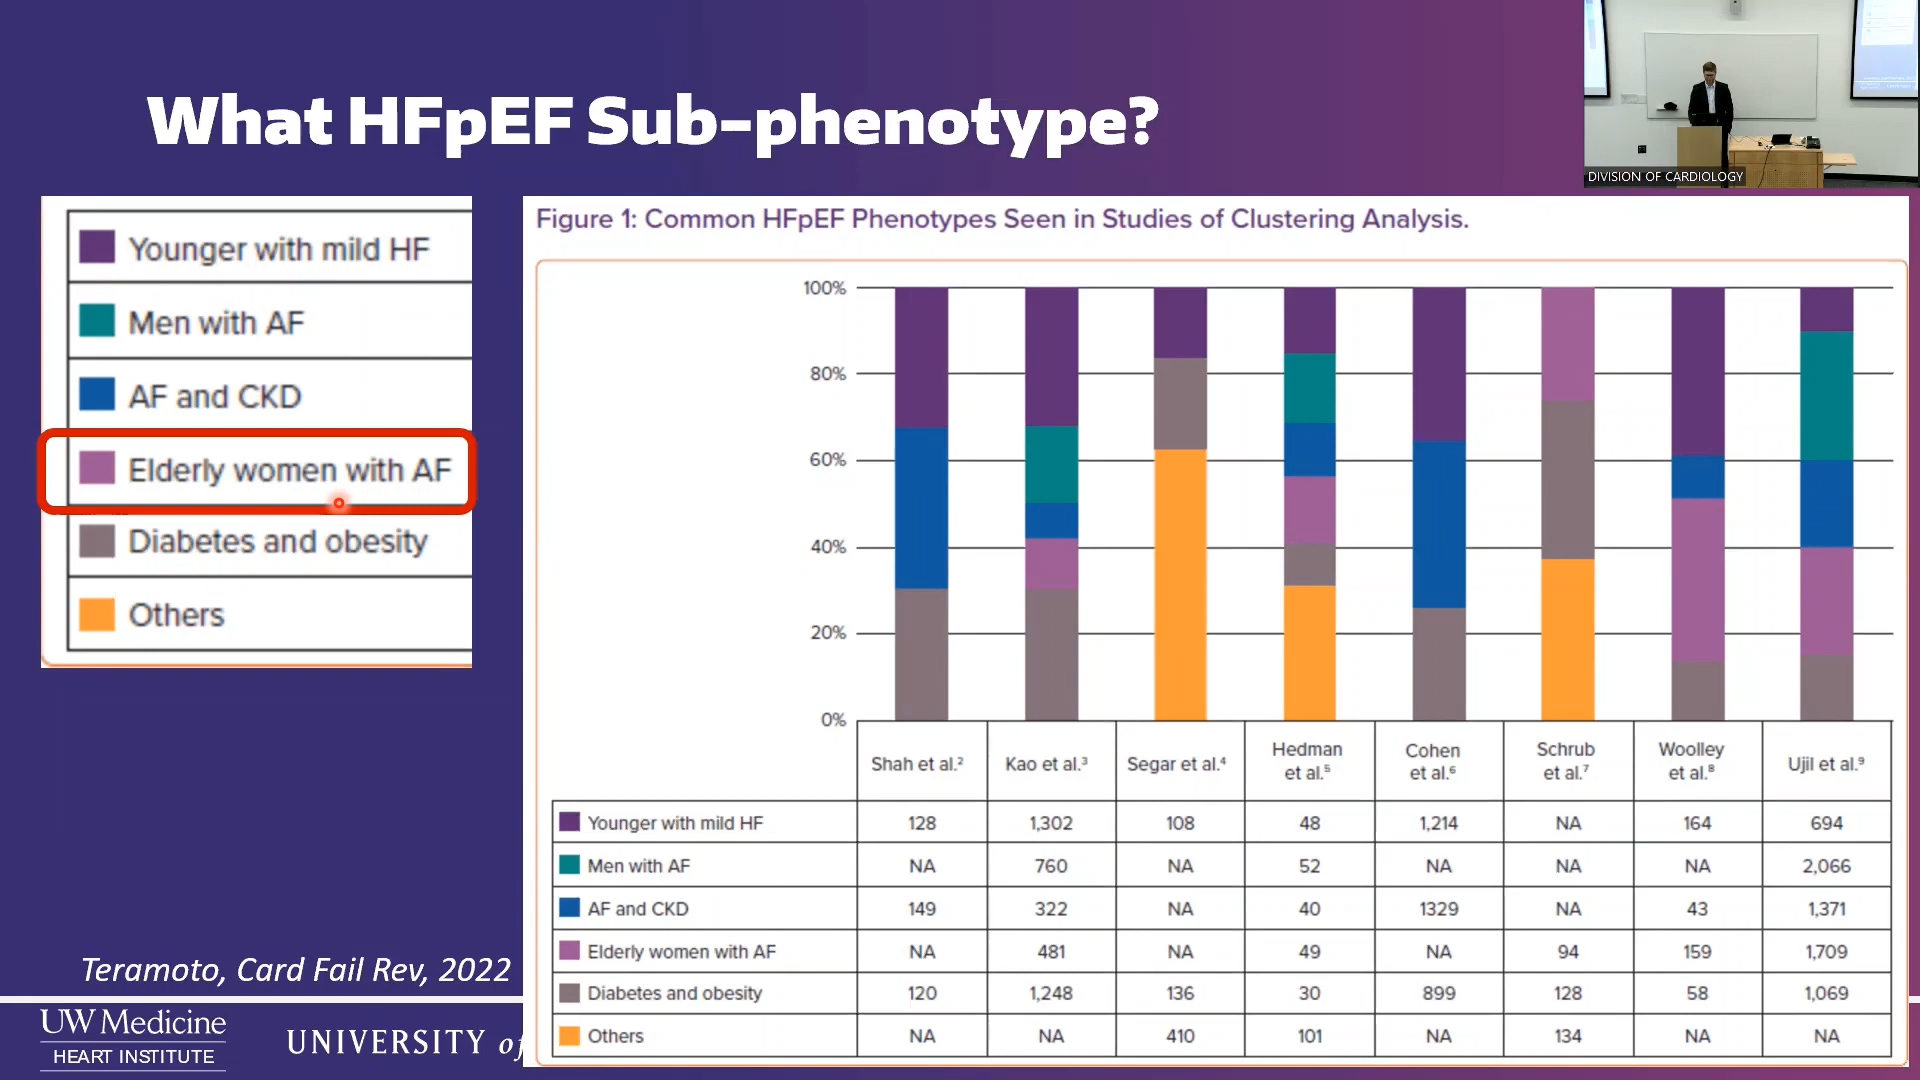 What HFpEF Sub-phenotype?
DIVISION OF CARDIOLOGY
Younger with mild HF
Men with AF
AF and CKD
Elderly women with AF
Diabetes and obesity
Others
Figure 1: Common HFpEF Phenotypes Seen in Studies of Clustering Analysis.
100%
80%
60%
40%
20%
0%
Shah et al.² Kao et al.³ Segar et al.⁴ Hedman et al.⁵ Cohen et al.⁶ Schrub et al.⁷ Woolley et al.⁸ Ujil et al.⁹
Younger with mild HF 128 1,302 108 48 1,214 NA 164 694
Men with AF NA 760 NA 52 NA NA NA 2,066
AF and CKD 149 322 NA 40 1329 NA 43 1,371
Elderly women with AF NA 481 NA 49 NA 94 159 1,709
Diabetes and obesity 120 1,248 136 30 899 128 58 1,069
Others NA NA 410 101 NA 134 NA NA
Teramoto, Card Fail Rev, 2022
UW Medicine
HEART INSTITUTE
UNIVERSITY of